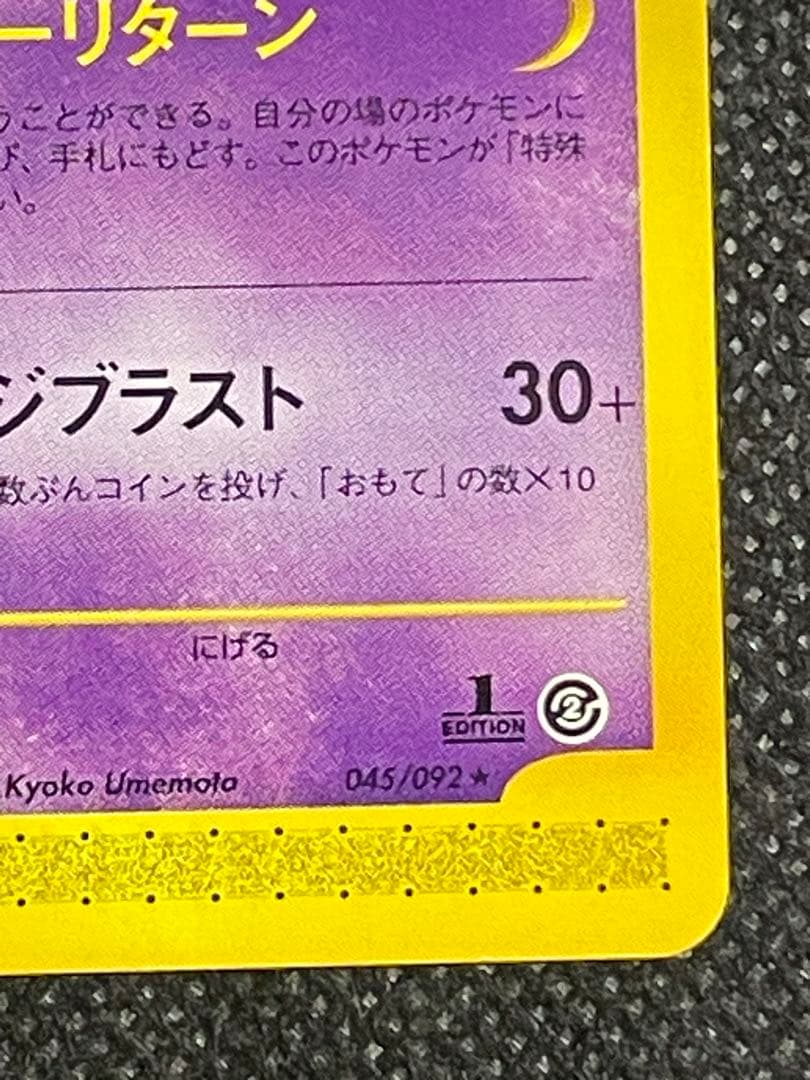 ーリターン
うことができる。自分の場のポケモンに
び、手札にもどす。このポケモンが「特殊
い。
ジブラスト 30+
数ぶんコインを投げ、「おもて」の数×10
にげる
1
EDITION
2
Kyoko Umemoto 045/092★